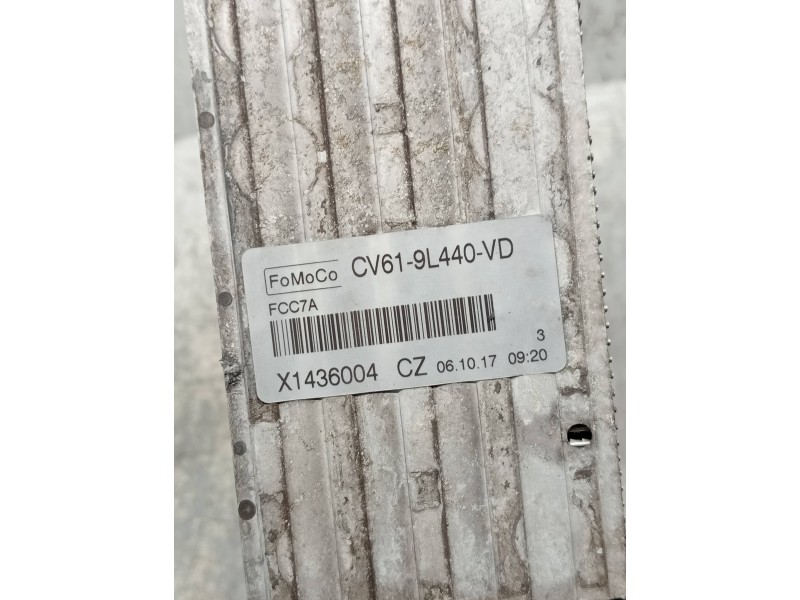 FoMoCo CV61-9L440-VD
FCC7A
3
X1436004 CZ 06.10.17 09:20